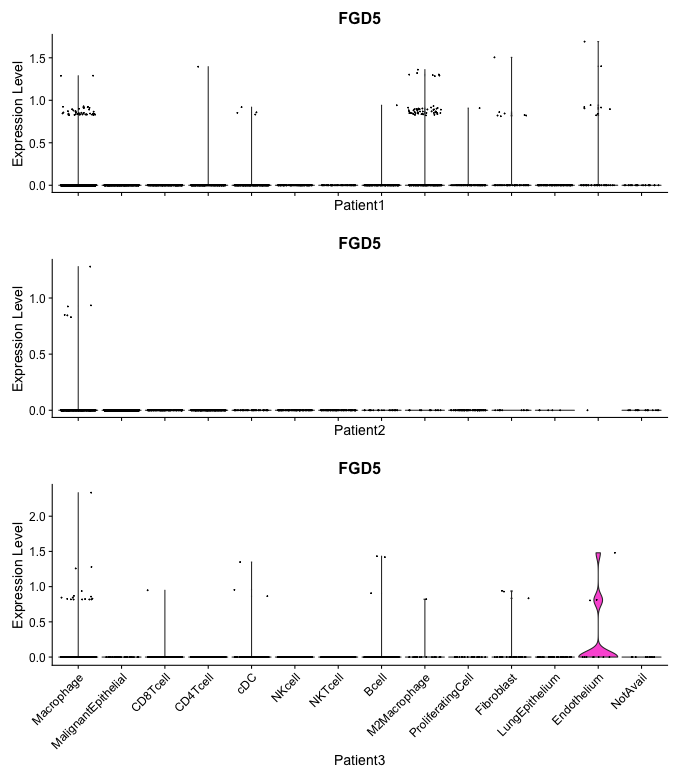 FGD5
Expression Level
1.5
1.0
0.5
0.0
Patient1
FGD5
Expression Level
1.0
0.5
0.0
Patient2
FGD5
Expression Level
2.0
1.5
1.0
0.5
0.0
Macrophage
MalignantEpithelial
CD8Tcell
CD4Tcell
cDC
NKcell
NKTcell
Bcell
M2Macrophage
ProliferatingCell
Fibroblast
LungEpithelium
Endothelium
NotAvail
Patient3